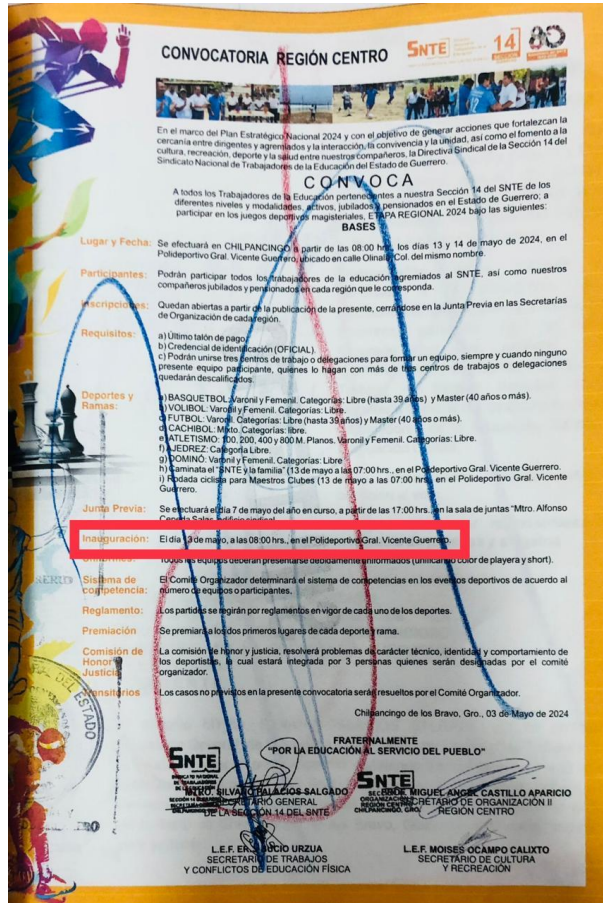 CONVOCATORIA REGIÓN CENTRO
SNTE
14
80
En el marco del Plan Estratégico Nacional 2024 y con el objetivo de generar acciones que fortalezcan la
cercanía entre dirigentes y agremiados y la interacción, la convivencia y la unidad, así como el fomento a la
cultura, recreación, deporte y la salud entre nuestros compañeros, la Directiva Sindical de la Sección 14 del
Sindicato Nacional de Trabajadores de la Educación del Estado de Guerrero.
CONVOCA
A todos los Trabajadores de la Educación pertenecientes a nuestra Sección 14 del SNTE de los
diferentes niveles y modalidades, activos, jubilados y pensionados en el Estado de Guerrero; a
participar en los juegos deportivos magisteriales, ETAPA REGIONAL 2024 bajo las siguientes:
BASES
Lugar y Fecha: Se efectuará en CHILPANCINGO a partir de las 08:00 hrs., los días 13 y 14 de mayo de 2024, en el
Polideportivo Gral. Vicente Guerrero, ubicado en calle Olinalá, Col. del mismo nombre.
Participantes: Podrán participar todos los trabajadores de la educación agremiados al SNTE, así como nuestros
compañeros jubilados y pensionados en cada región que le corresponda.
Inscripciones: Quedan abiertas a partir de la publicación de la presente, cerrándose en la Junta Previa en las Secretarías
de Organización de cada región.
Requisitos: a) Último talón de pago.
b) Credencial de identificación (OFICIAL).
c) Podrán unirse tres centros de trabajo o delegaciones para formar un equipo, siempre y cuando ninguno
presente equipo participante, quienes lo hagan con más de tres centros de trabajo o delegaciones
quedarán descalificados.
Deportes y a) BASQUETBOL: Varonil y Femenil. Categorías: Libre (hasta 39 años) y Master (40 años o más).
Ramas: b) VOLIBOL: Varonil y Femenil. Categorías: Libre.
c) FUTBOL: Varonil y Femenil. Categorías: Libre (hasta 39 años) y Master (40 años o más).
d) CACHIBOL: Mixto. Categorías: libre.
e) ATLETISMO: 100, 200, 400 y 800 M. Planos. Varonil y Femenil. Categorías: Libre.
f) AJEDREZ: Categoría Libre.
g) DOMINÓ: Varonil y Femenil. Categorías: Libre.
h) Caminata el "SNTE y la familia" (13 de mayo a las 07:00 hrs., en el Polideportivo Gral. Vicente Guerrero.
i) Rodada ciclista para Maestros Clubes (13 de mayo a las 07:00 hrs., en el Polideportivo Gral. Vicente
Guerrero.
Junta Previa: Se efectuará el día 7 de mayo del año en curso, a partir de las 17:00 hrs., en la sala de juntas "Mtro. Alfonso
Salas, edificio sindical.
Inauguración: El día 13 de mayo, a las 08:00 hrs., en el Polideportivo Gral. Vicente Guerrero.
Todos los equipos deberán presentarse debidamente uniformados (unificar color de playera y short).
Sistema de El Comité Organizador determinará el sistema de competencias en los eventos deportivos de acuerdo al
competencia: número de equipos o participantes.
Reglamento: Los partidos se regirán por reglamentos en vigor de cada uno de los deportes.
Premiación Se premiará a los dos primeros lugares de cada deporte y rama.
Comisión de La comisión de honor y justicia, resolverá problemas de carácter técnico, identidad y comportamiento de
Honor y los deportistas, la cual estará integrada por 3 personas quienes serán designadas por el comité
Justicia organizador.
Transitorios Los casos no previstos en la presente convocatoria serán resueltos por el Comité Organizador.
Chilpancingo de los Bravo, Gro., 03 de Mayo de 2024
DEL ESTADO
FRATERNALMENTE
"POR LA EDUCACIÓN AL SERVICIO DEL PUEBLO"
SNTE
SNTE
MTRO. SILVANO PALACIOS SALGADO
SECRETARIO GENERAL
DE LA SECCIÓN 14 DEL SNTE
MIGUEL ANGEL CASTILLO APARICIO
SECRETARIO DE ORGANIZACIÓN II
REGIÓN CENTRO
L.E.F. LUCIO URZUA
SECRETARIO DE TRABAJOS
Y CONFLICTOS DE EDUCACIÓN FÍSICA
L.E.F. MOISES OCAMPO CALIXTO
SECRETARIO DE CULTURA
Y RECREACIÓN